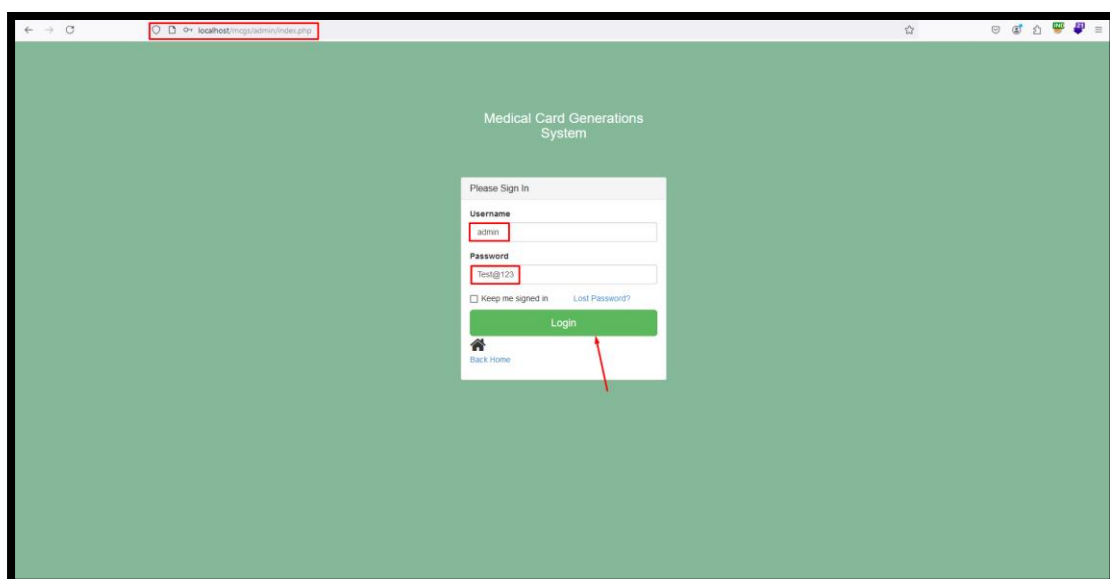 localhost/mcgs/admin/index.php
Medical Card Generations
System
Please Sign In
Username
admin
Password
Test@123
Keep me signed in Lost Password?
Login
Back Home